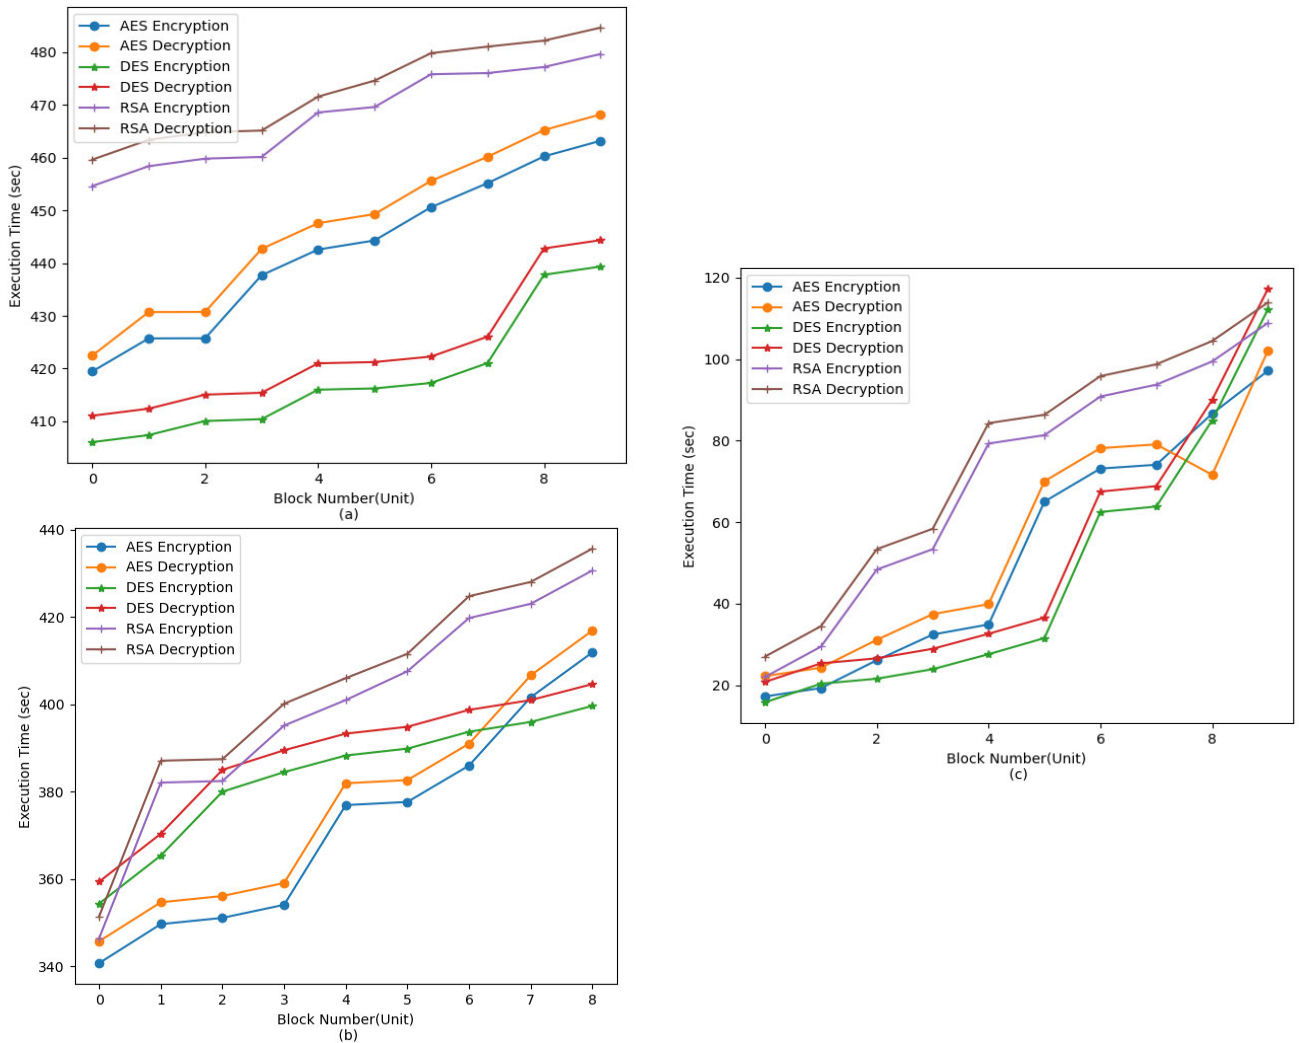 AES Encryption
AES Decryption
DES Encryption
DES Decryption
RSA Encryption
RSA Decryption
480
470
460
450
440
430
420
410
Execution Time (sec)
0 2 4 6 8
Block Number(Unit)
(a)
AES Encryption
AES Decryption
DES Encryption
DES Decryption
RSA Encryption
RSA Decryption
440
420
400
380
360
340
Execution Time (sec)
0 1 2 3 4 5 6 7 8
Block Number(Unit)
(b)
AES Encryption
AES Decryption
DES Encryption
DES Decryption
RSA Encryption
RSA Decryption
120
100
80
60
40
20
Execution Time (sec)
0 2 4 6 8
Block Number(Unit)
(c)